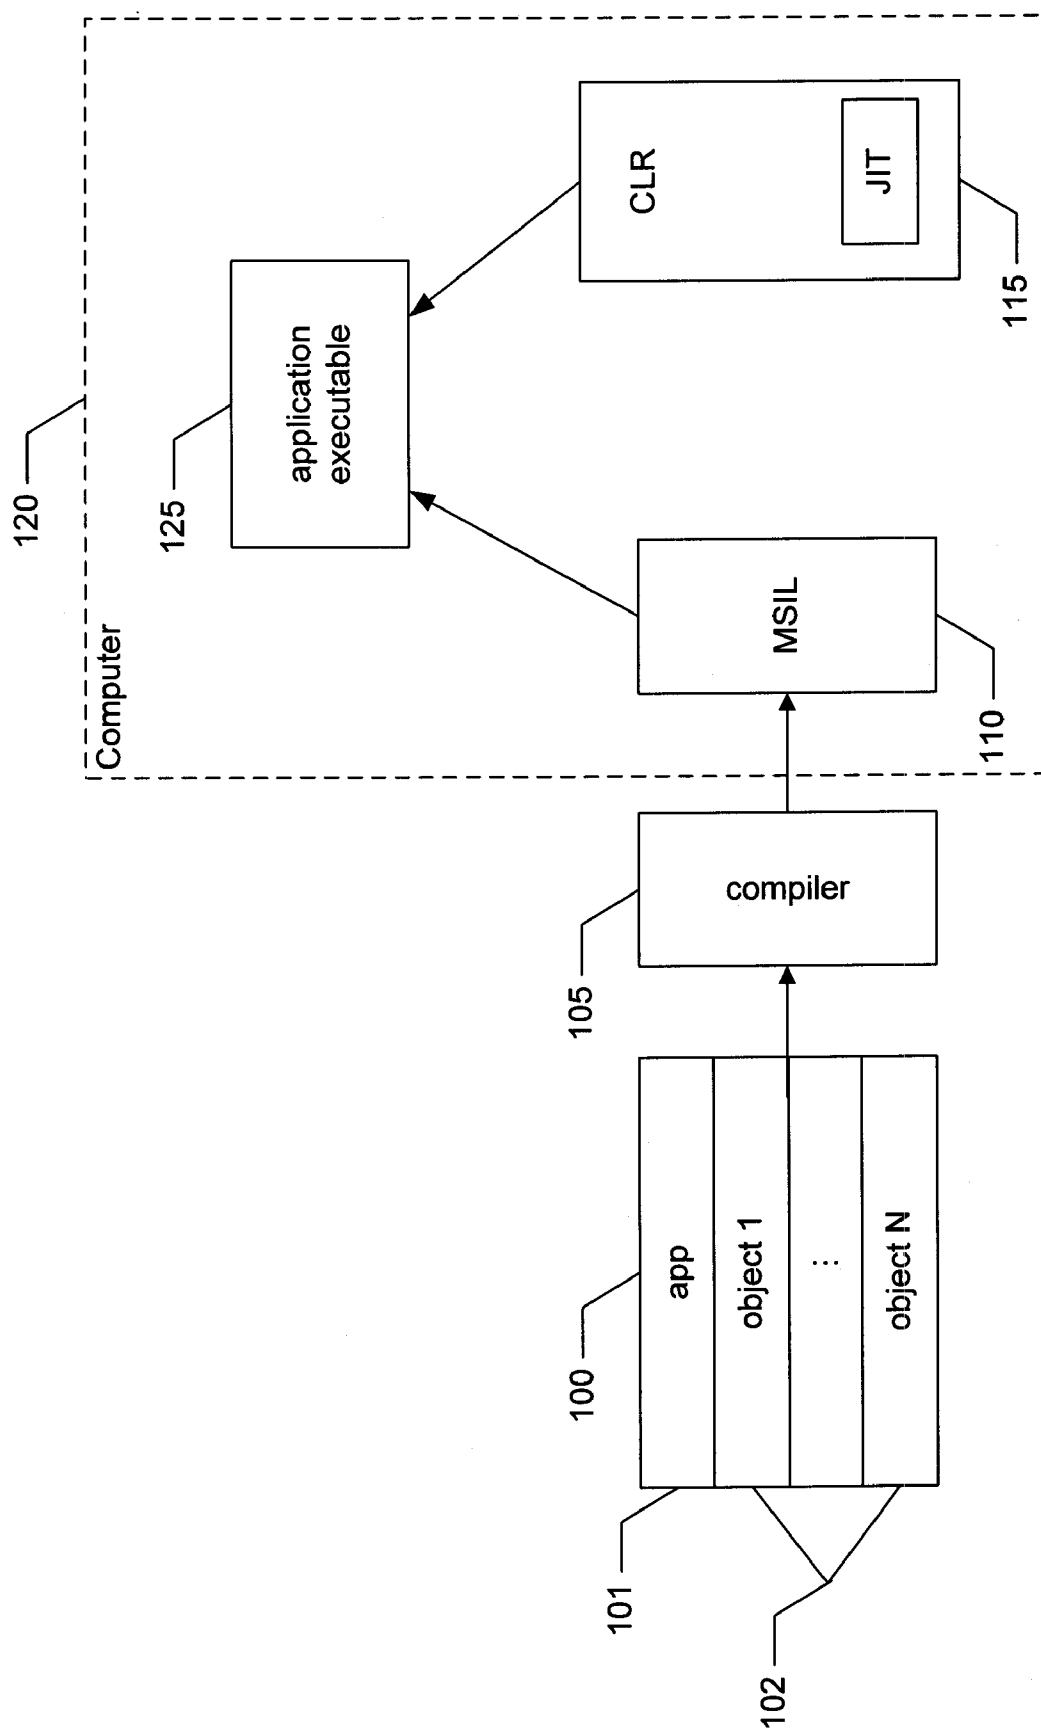 120
Computer
125
application
executable
CLR
JIT
115
MSIL
110
105
compiler
100
101
app
object 1
...
object N
102